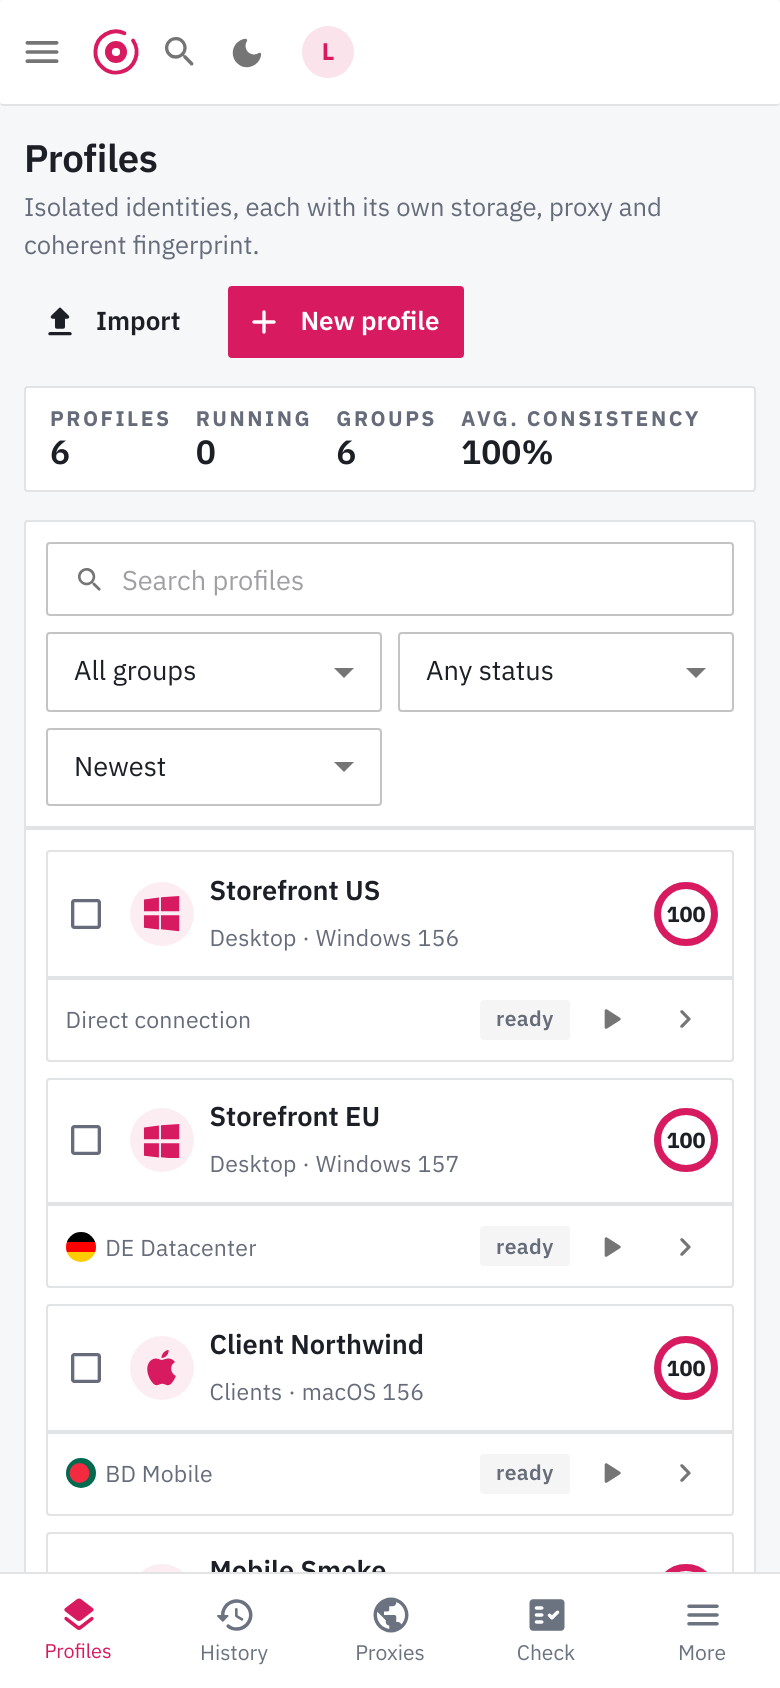 L
Profiles
Isolated identities, each with its own storage, proxy and
coherent fingerprint.
Import
New profile
PROFILES RUNNING GROUPS AVG. CONSISTENCY
6 0 6 100%
Search profiles
All groups Any status
Newest
Storefront US
100
Desktop · Windows 156
Direct connection ready
Storefront EU
100
Desktop · Windows 157
DE Datacenter ready
Client Northwind
100
Clients · macOS 156
BD Mobile ready
Mobile Smoke
Profiles History Proxies Check More